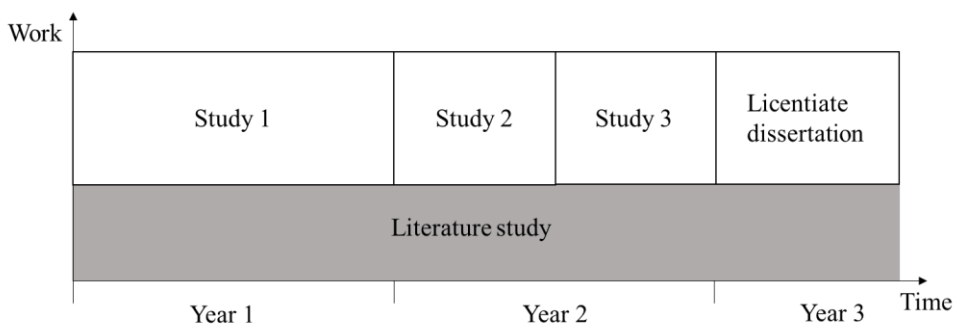 Work
Study 1
Study 2
Study 3
Licentiate
dissertation
Literature study
Year 1
Year 2
Year 3
Time